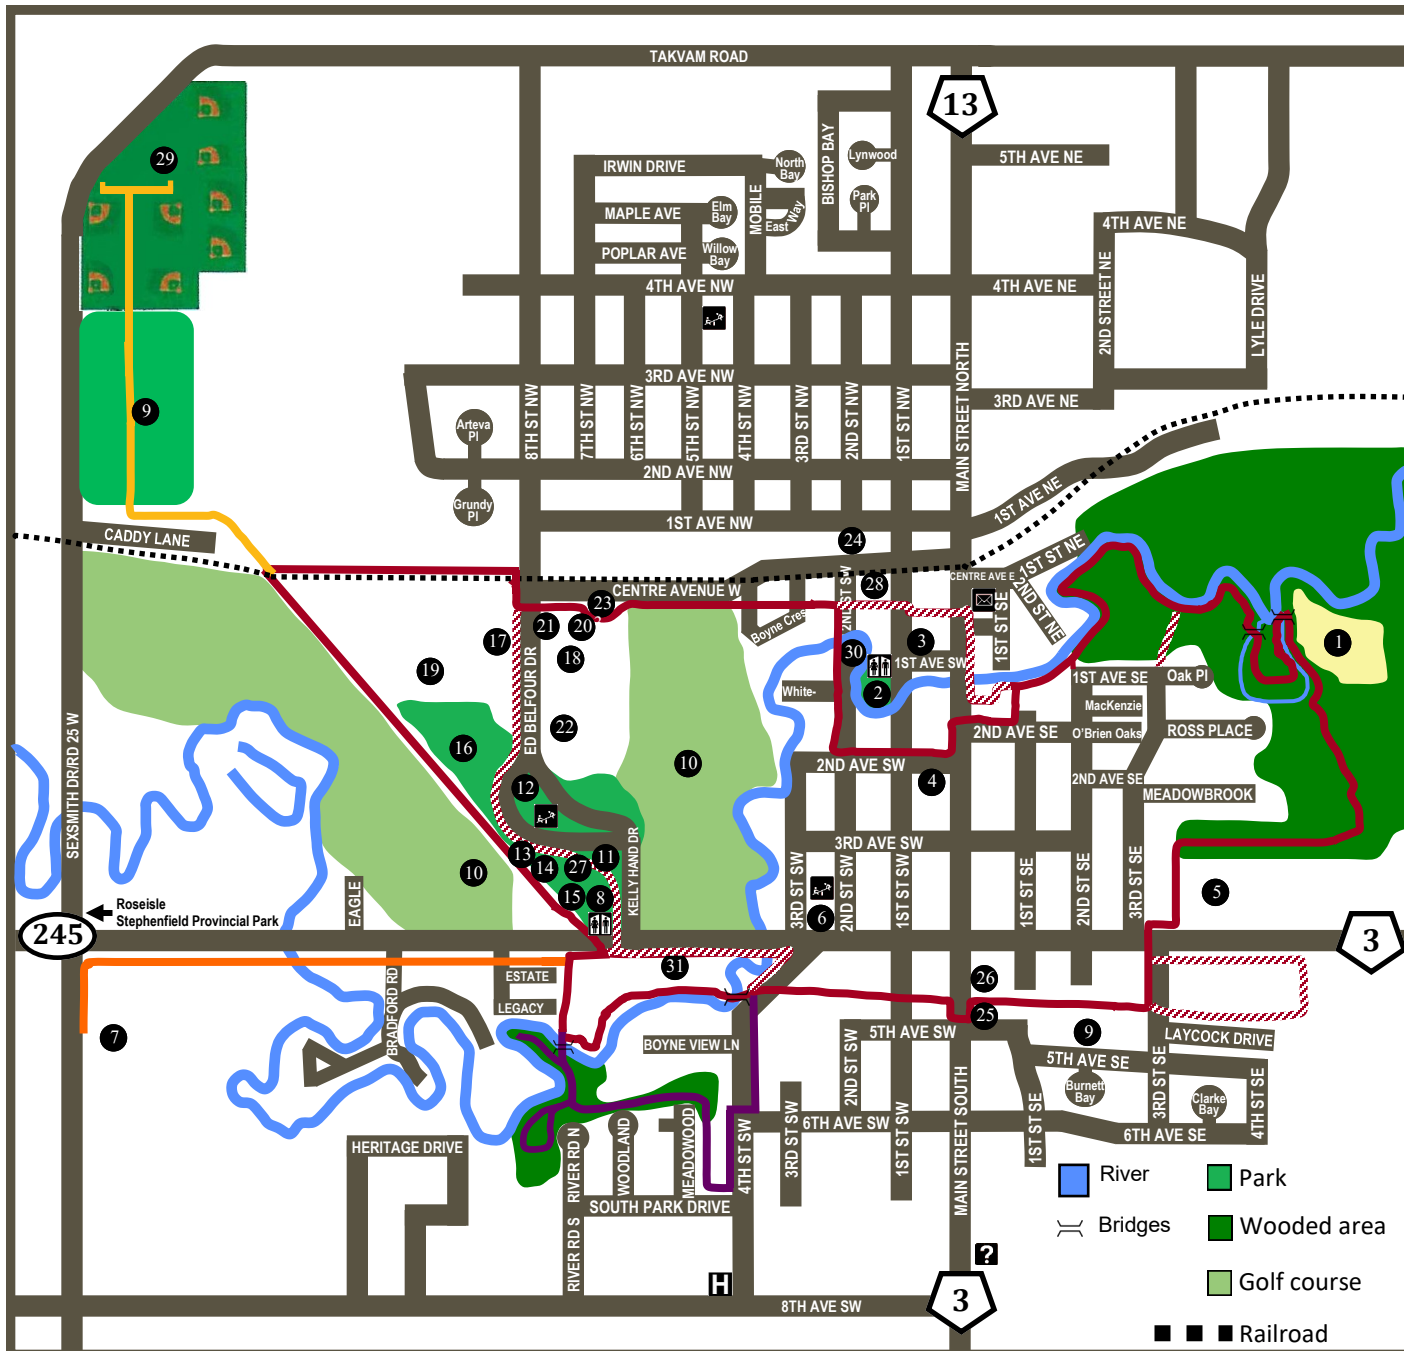 TAKVAM ROAD
13
29
IRWIN DRIVE
North
Bay
BISHOP BAY
Lynwood
5TH AVE NE
MAPLE AVE
Elm
Bay
MOBILE
East Way
Park
Pl
POPLAR AVE
Willow
Bay
4TH AVE NE
4TH AVE NW
4TH AVE NE
2ND STREET NE
LYLE DRIVE
3RD AVE NW
3RD AVE NE
9
Arteva
Pl
8TH ST NW
7TH ST NW
6TH ST NW
5TH ST NW
4TH ST NW
3RD ST NW
2ND ST NW
1ST ST NW
MAIN STREET NORTH
2ND AVE NW
Grundy
Pl
1ST AVE NW
1ST AVE NE
CADDY LANE
24
CENTRE AVENUE W
28
CENTRE AVE E
1ST ST NE
2ND ST NE
23
21
20
17
18
19
Boyne Cres
2ND ST SW
30
3
1ST AVE SW
1ST ST SE
2
White-
1ST AVE SE
Oak Pl
1
MacKenzie
O'Brien Oaks
ROSS PLACE
ED BELFOUR DR
22
16
10
2ND AVE SW
2ND AVE SE
4
2ND AVE SE
MEADOWBROOK
12
SEXSMITH DR/RD 25 W
3RD AVE SW
13
14
27
11
15
8
KELLY HAND DR
10
EAGLE
3RD ST SW
2ND ST SW
1ST ST SW
1ST ST SE
2ND ST SE
3RD ST SE
5
6
Roseisle
Stephenfield Provincial Park
245
3
31
26
ESTATE
LEGACY
BRADFORD RD
25
7
9
5TH AVE SW
LAYCOCK DRIVE
BOYNE VIEW LN
5TH AVE SE
Burnett
Bay
Clarke
Bay
2ND ST SW
3RD ST SW
1ST ST SW
6TH AVE SW
6TH AVE SE
1ST ST SE
3RD ST SE
4TH ST SE
MAIN STREET SOUTH
HERITAGE DRIVE
RIVER RD N
WOODLAND
MEADOWOOD
4TH ST SW
SOUTH PARK DRIVE
RIVER RD S
H
?
8TH AVE SW
3
River
Park
Bridges
Wooded area
Golf course
Railroad